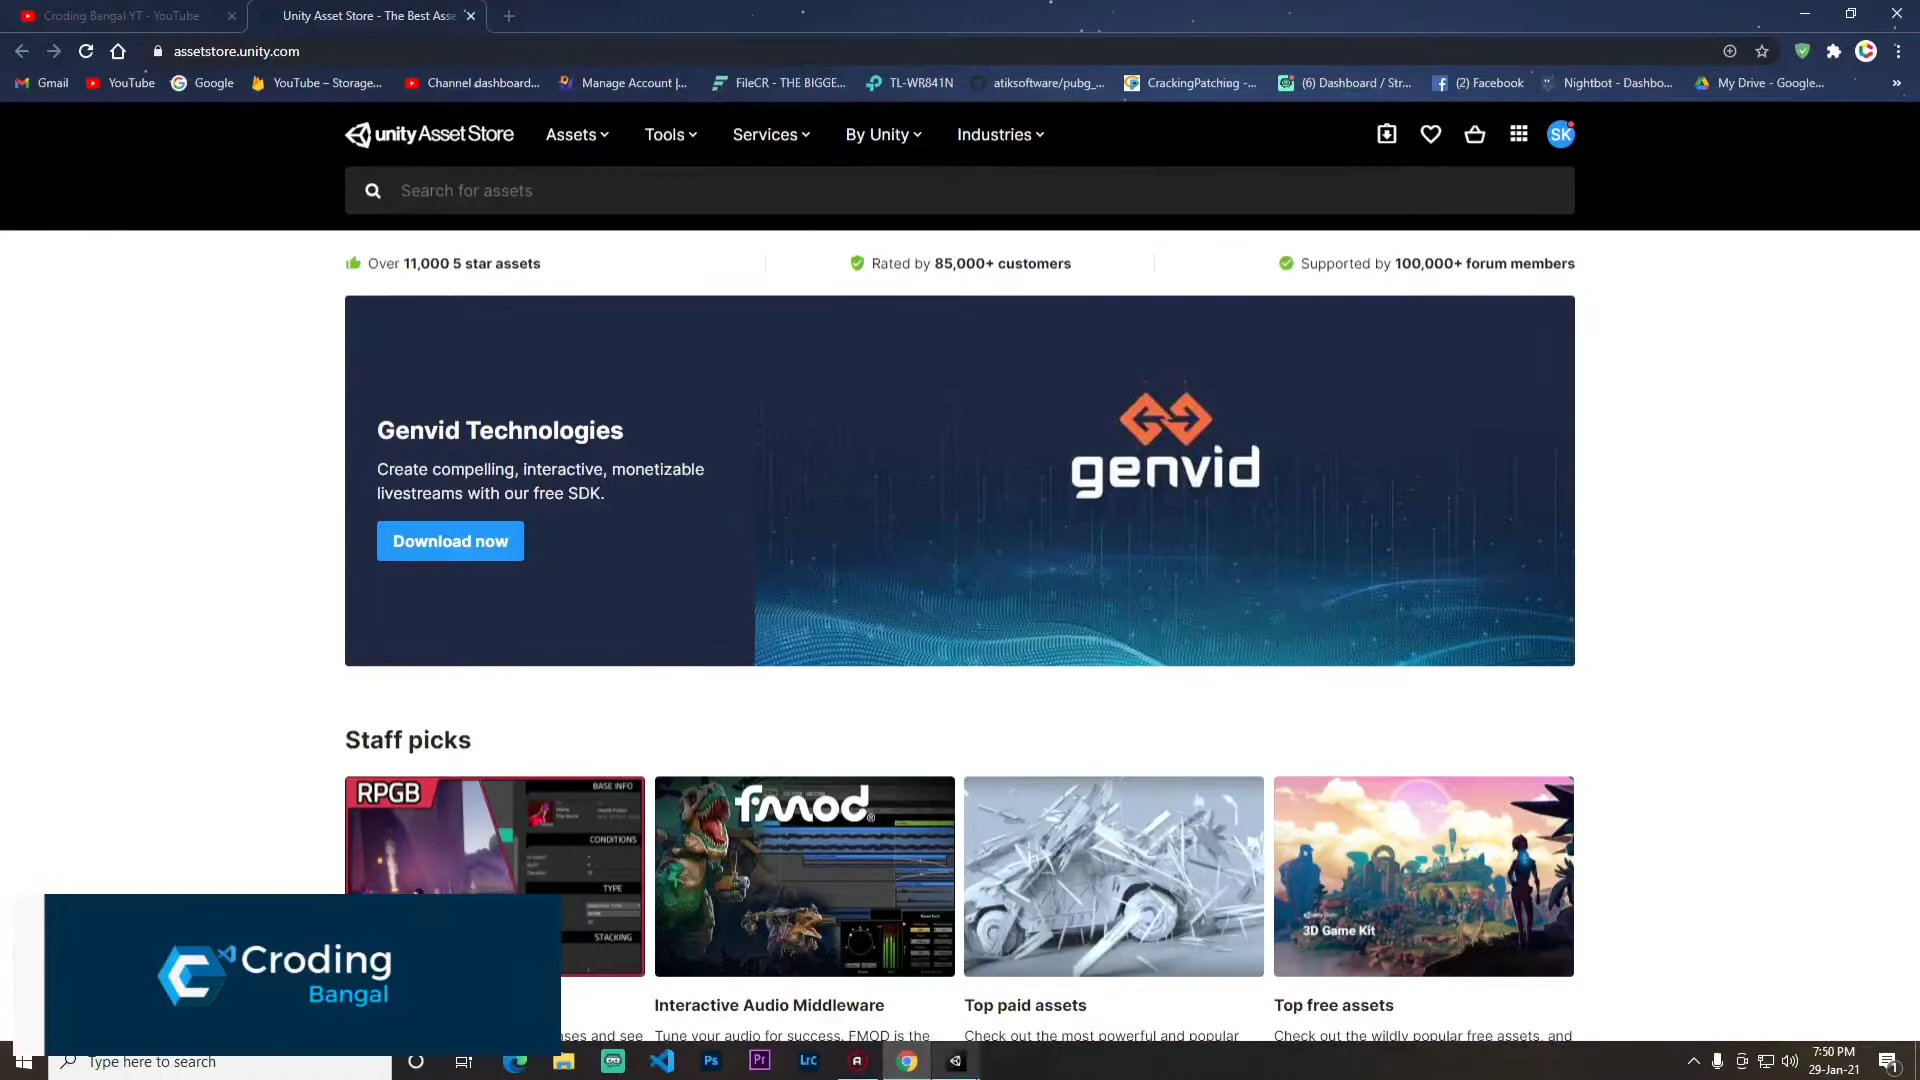 Croding Bangal YT - YouTube
Unity Asset Store - The Best Asse
assetstore.unity.com
Gmail
YouTube
Google
YouTube – Storage...
Channel dashboard...
Manage Account |...
FileCR - THE BIGGE...
TL-WR841N
atiksoftware/pubg_...
CrackingPatching -...
(6) Dashboard / Str...
(2) Facebook
Nightbot - Dashbo...
My Drive - Google...
»
unity Asset Store
Assets
Tools
Services
By Unity
Industries
SK
Search for assets
Over 11,000 5 star assets
Rated by 85,000+ customers
Supported by 100,000+ forum members
Genvid Technologies
Create compelling, interactive, monetizable
livestreams with our free SDK.
Download now
genvid
Staff picks
RPGB
BASE INFO
CONDITIONS
TYPE
STACKING
fmod
3D Game Kit
Croding
Bangal
Interactive Audio Middleware
Top paid assets
Top free assets
nses and see
Tune your audio for success. FMOD is the
Check out the most powerful and popular
Check out the wildly popular free assets, and
Type here to search
Ps
Pr
Lrc
7:50 PM
29-Jan-21
1